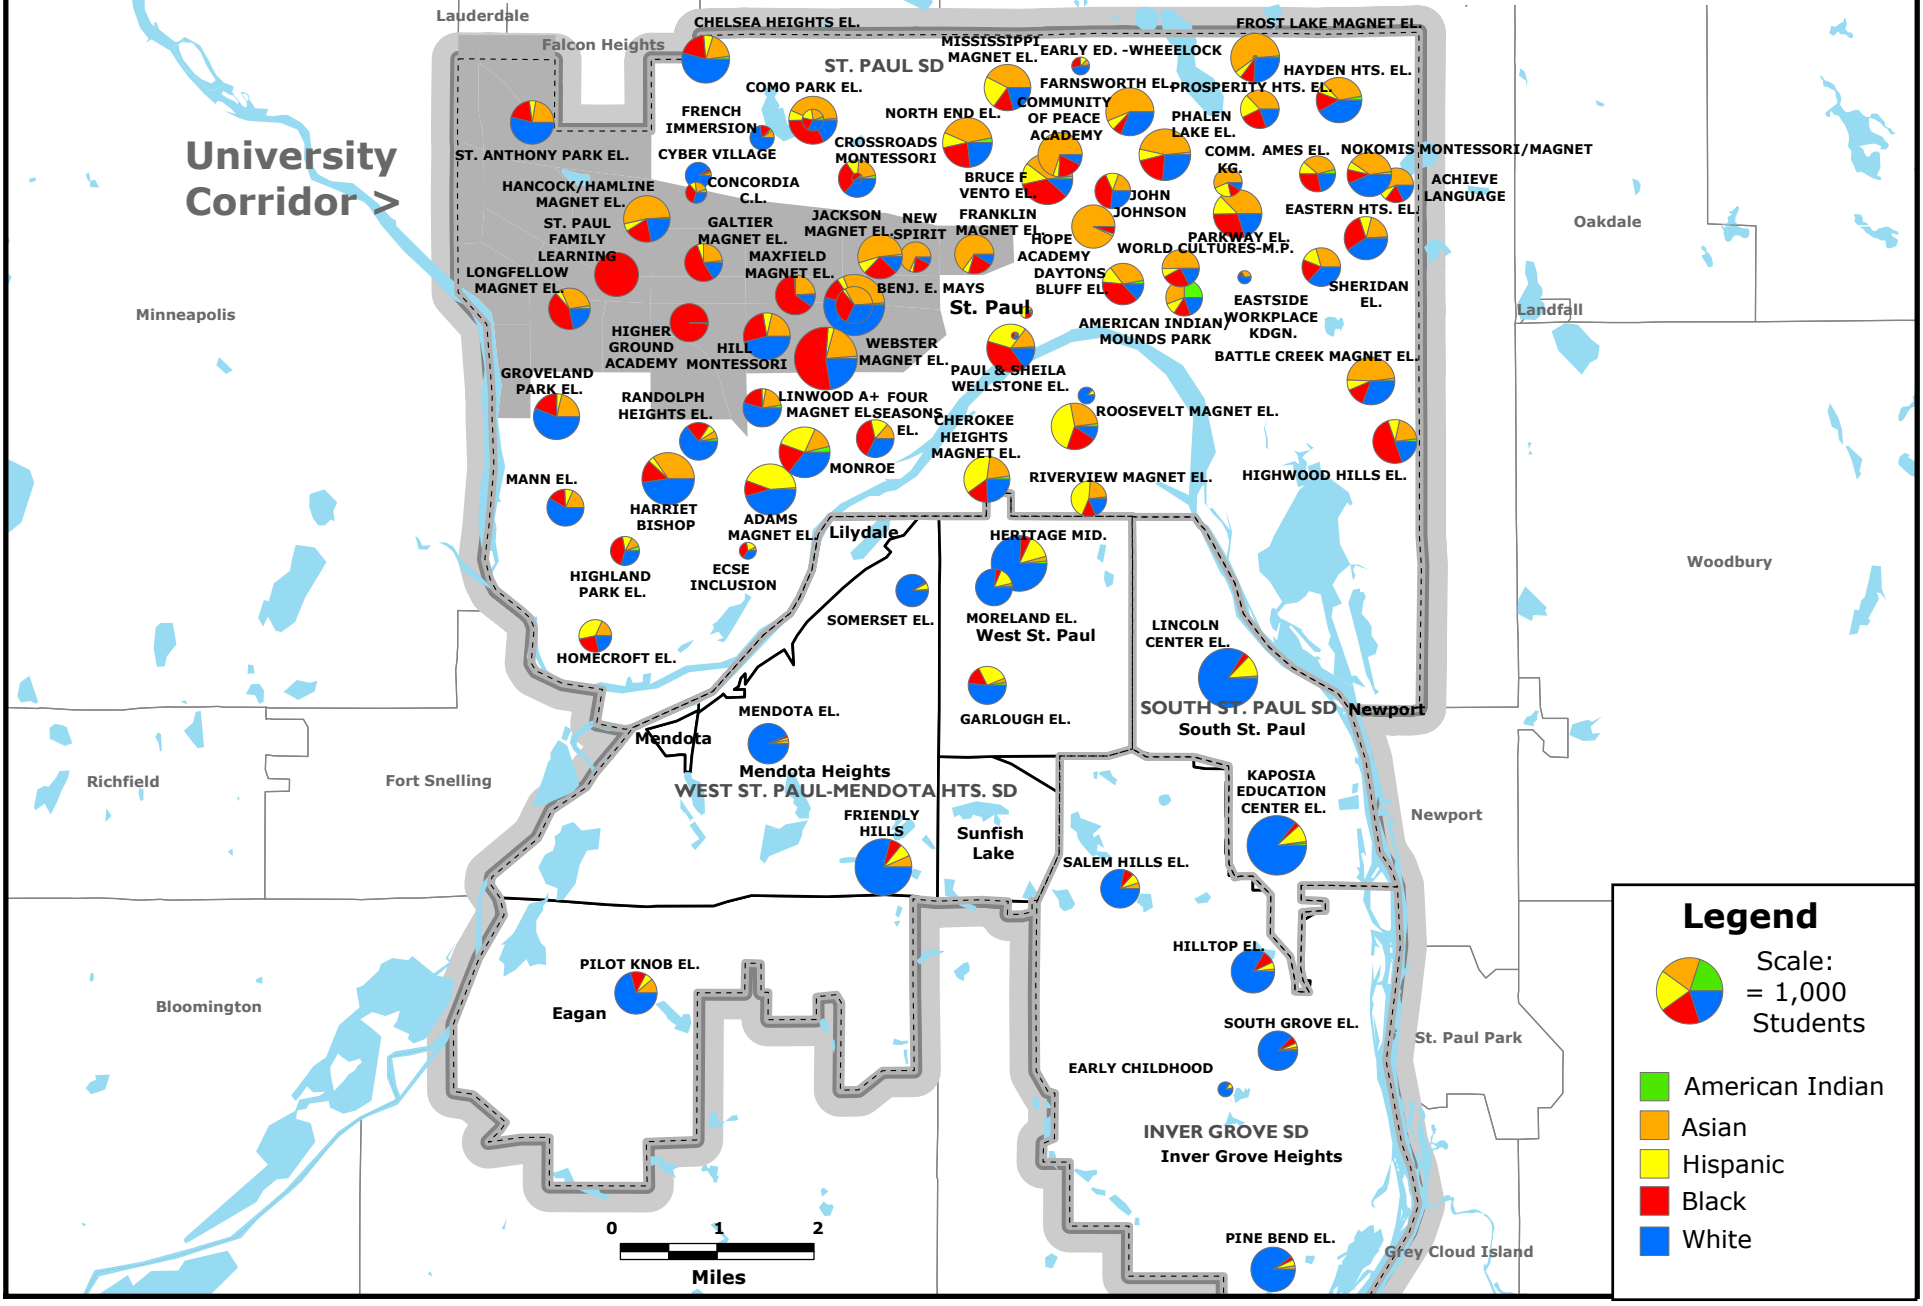 Lauderdale
Falcon Heights
CHELSEA HEIGHTS EL.
FROST LAKE MAGNET EL.
MISSISSIPPI
MAGNET EL.
EARLY ED. -WHEEELOCK
ST. PAUL SD
HAYDEN HTS. EL.
COMO PARK EL.
FARNSWORTH EL.
PROSPERITY HTS. EL.
FRENCH
IMMERSION
NORTH END EL.
COMMUNITY
OF PEACE
ACADEMY
PHALEN
LAKE EL.
University
Corridor >
ST. ANTHONY PARK EL.
CYBER VILLAGE
CROSSROADS
MONTESSORI
COMM.
KG.
AMES EL.
NOKOMIS MONTESSORI/MAGNET
HANCOCK/HAMLINE
MAGNET EL.
CONCORDIA
C.L.
BRUCE F
VENTO EL.
JOHN
JOHNSON
ACHIEVE
LANGUAGE
ST. PAUL
FAMILY
LEARNING
GALTIER
MAGNET EL.
JACKSON
MAGNET EL.
NEW
SPIRIT
FRANKLIN
MAGNET EL.
EASTERN HTS. EL.
Oakdale
HOPE
ACADEMY
PARKWAY EL.
WORLD CULTURES-M.P.
LONGFELLOW
MAGNET EL.
MAXFIELD
MAGNET EL.
DAYTONS
BLUFF EL.
BENJ. E. MAYS
SHERIDAN
EL.
St. Paul
EASTSIDE
WORKPLACE
KDGN.
Landfall
Minneapolis
AMERICAN INDIAN/
MOUNDS PARK
HIGHER
GROUND
ACADEMY
HILL
MONTESSORI
WEBSTER
MAGNET EL.
BATTLE CREEK MAGNET EL.
GROVELAND
PARK EL.
PAUL & SHEILA
WELLSTONE EL.
RANDOLPH
HEIGHTS EL.
LINWOOD A+
MAGNET EL.
FOUR
SEASONS
EL.
ROOSEVELT MAGNET EL.
CHEROKEE
HEIGHTS
MAGNET EL.
MONROE
MANN EL.
RIVERVIEW MAGNET EL.
HIGHWOOD HILLS EL.
HARRIET
BISHOP
ADAMS
MAGNET EL.
Lilydale
HERITAGE MID.
HIGHLAND
PARK EL.
ECSE
INCLUSION
Woodbury
SOMERSET EL.
MORELAND EL.
West St. Paul
LINCOLN
CENTER EL.
HOMECROFT EL.
MENDOTA EL.
GARLOUGH EL.
SOUTH ST. PAUL SD
South St. Paul
Newport
Mendota
Mendota Heights
WEST ST. PAUL-MENDOTA HTS. SD
Richfield
Fort Snelling
KAPOSIA
EDUCATION
CENTER EL.
Newport
FRIENDLY
HILLS
Sunfish
Lake
SALEM HILLS EL.
HILLTOP EL.
PILOT KNOB EL.
Eagan
Bloomington
SOUTH GROVE EL.
St. Paul Park
EARLY CHILDHOOD
INVER GROVE SD
Inver Grove Heights
PINE BEND EL.
Grey Cloud Island
0 1 2
Miles
Legend
Scale:
= 1,000
Students
American Indian
Asian
Hispanic
Black
White